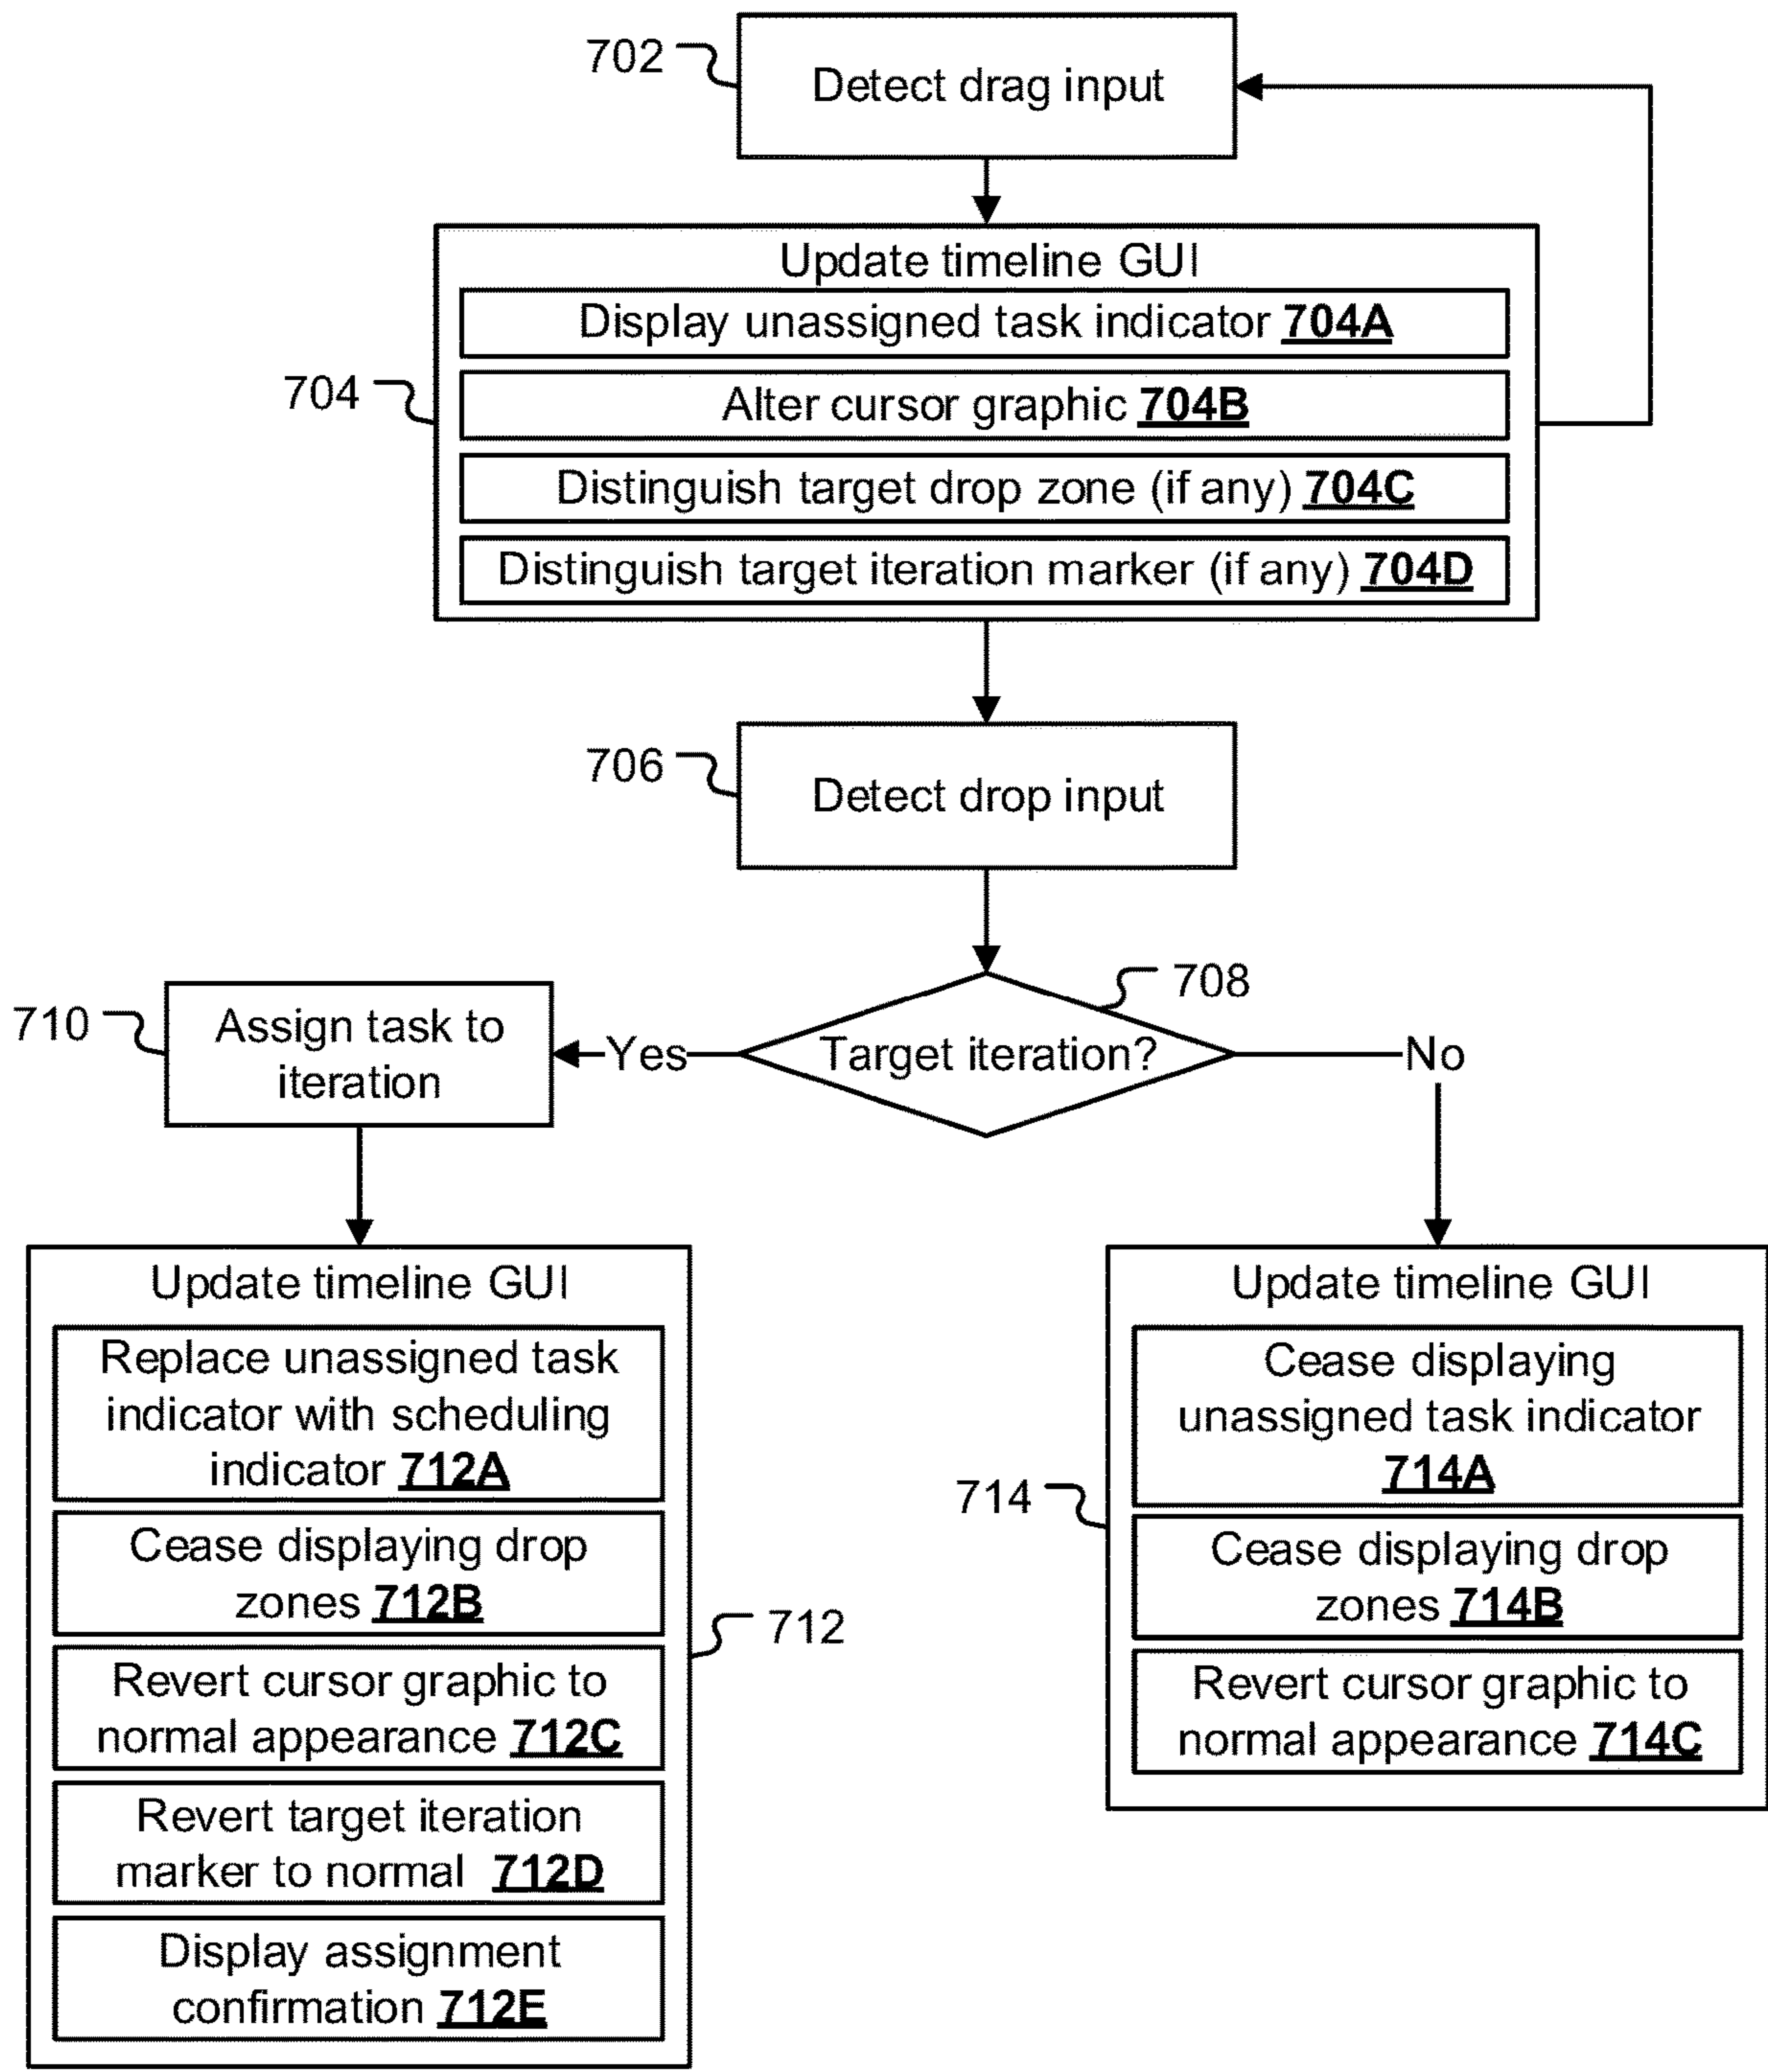 702
Detect drag input
Update timeline GUI
Display unassigned task indicator 704A
704
Alter cursor graphic 704B
Distinguish target drop zone (if any) 704C
Distinguish target iteration marker (if any) 704D
706
Detect drop input
708
710
Assign task to
iteration
Yes
Target iteration?
No
Update timeline GUI
Replace unassigned task
indicator with scheduling
indicator 712A
Cease displaying drop
zones 712B
712
Revert cursor graphic to
normal appearance 712C
Revert target iteration
marker to normal 712D
Display assignment
confirmation 712E
Update timeline GUI
Cease displaying
unassigned task indicator
714A
714
Cease displaying drop
zones 714B
Revert cursor graphic to
normal appearance 714C